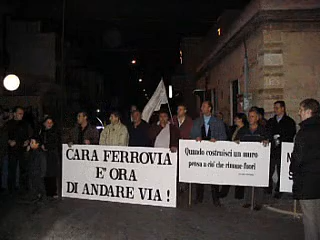 CARA FERROVIA
E' ORA
DI ANDARE VIA !
Quando costruisci un muro
pensa a ciò che rimane fuori
N